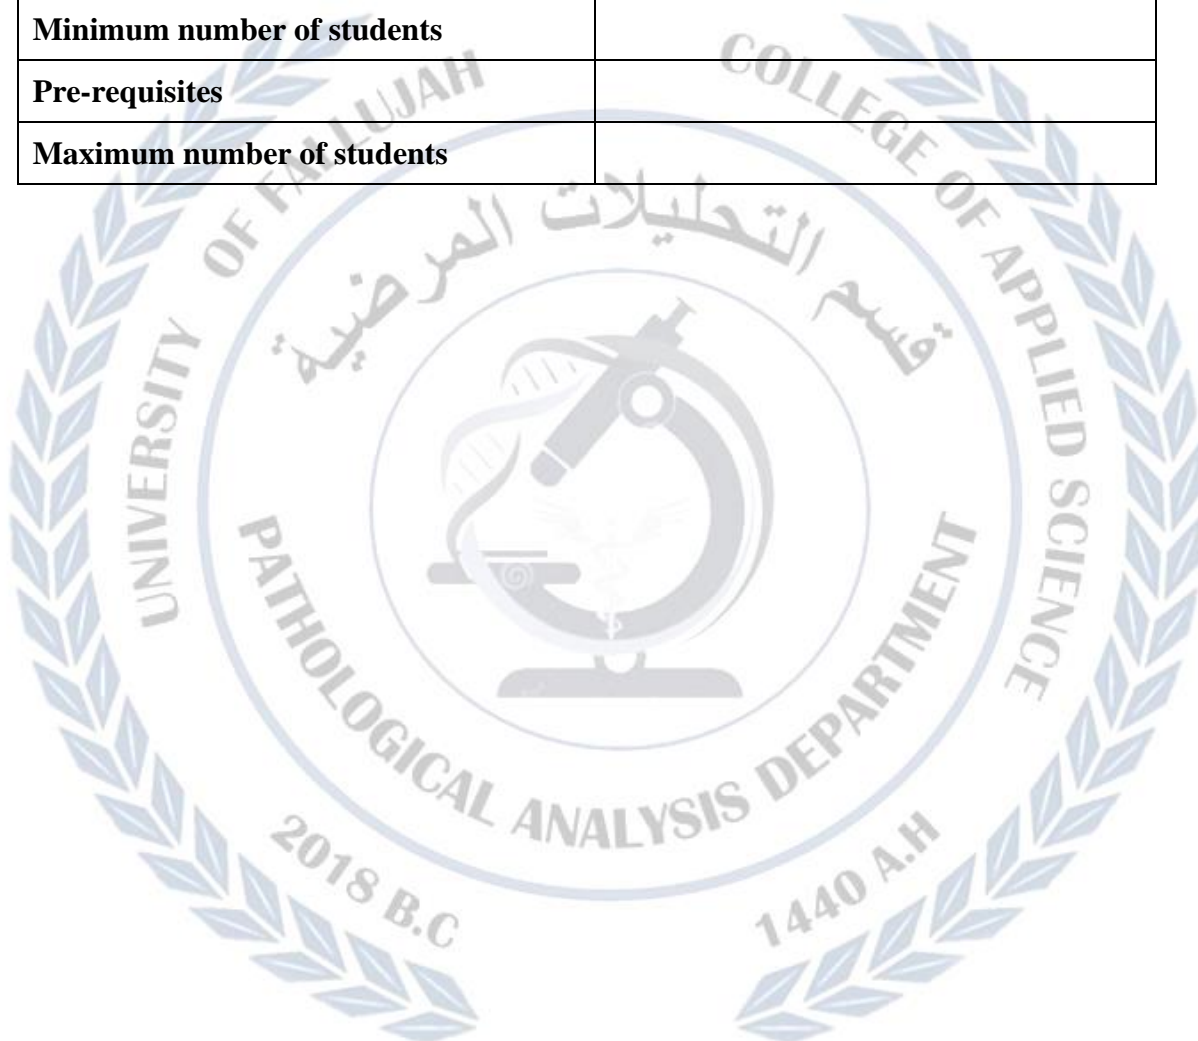 Minimum number of students
Pre-requisites
Maximum number of students
UNIVERSITY OF FALLUJAH
COLLEGE OF APPLIED SCIENCE
قسم التحليلات المرضية
PATHOLOGICAL ANALYSIS DEPARTMENT
2018 B.C
1440 A.H